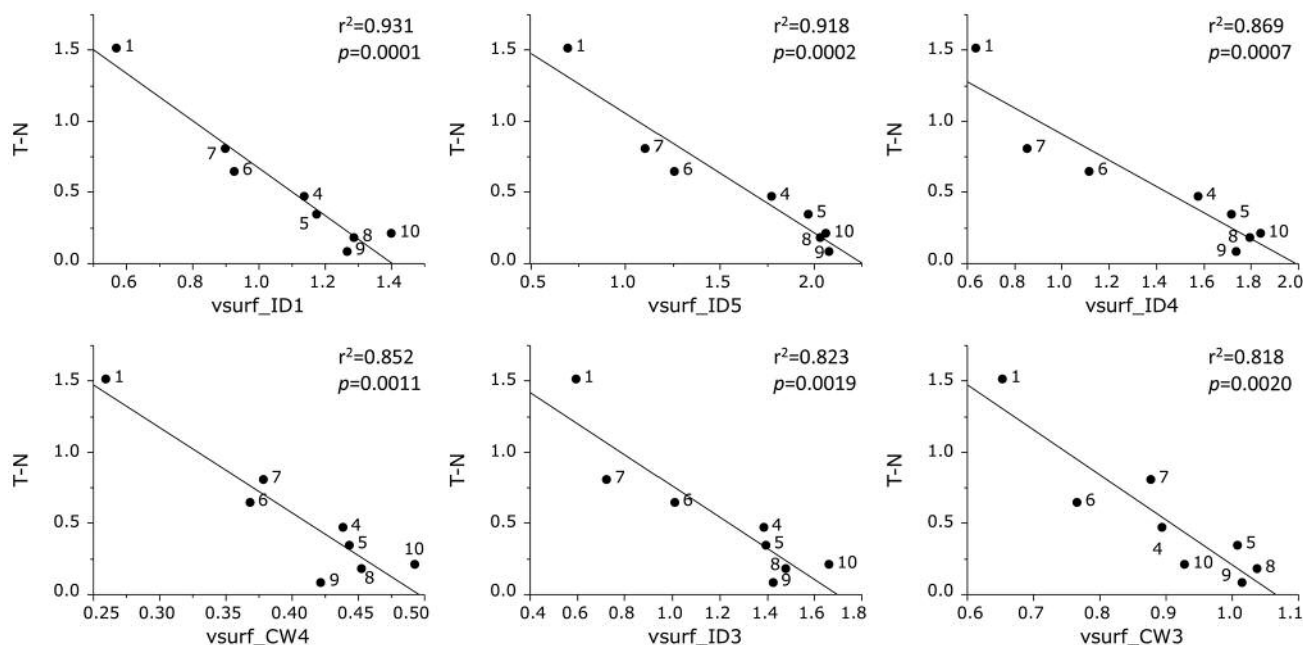 r²=0.931
p=0.0001
1.5
1.0
0.5
0.0
T-N
1
7
6
4
5
8
10
9
0.6 0.8 1.0 1.2 1.4
vsurf_ID1
r²=0.918
p=0.0002
1.5
1.0
0.5
0.0
T-N
1
7
6
4
5
10
8
9
0.5 1.0 1.5 2.0
vsurf_ID5
r²=0.869
p=0.0007
1.5
1.0
0.5
0.0
T-N
1
7
6
4
5
10
8
9
0.6 0.8 1.0 1.2 1.4 1.6 1.8 2.0
vsurf_ID4
r²=0.852
p=0.0011
1.5
1.0
0.5
0.0
T-N
1
7
6
4
5
10
9
8
0.25 0.30 0.35 0.40 0.45 0.50
vsurf_CW4
r²=0.823
p=0.0019
1.5
1.0
0.5
0.0
T-N
1
7
6
4
5
8
10
9
0.4 0.6 0.8 1.0 1.2 1.4 1.6 1.8
vsurf_ID3
r²=0.818
p=0.0020
1.5
1.0
0.5
0.0
T-N
1
7
6
4
5
10
9
8
0.6 0.7 0.8 0.9 1.0 1.1
vsurf_CW3